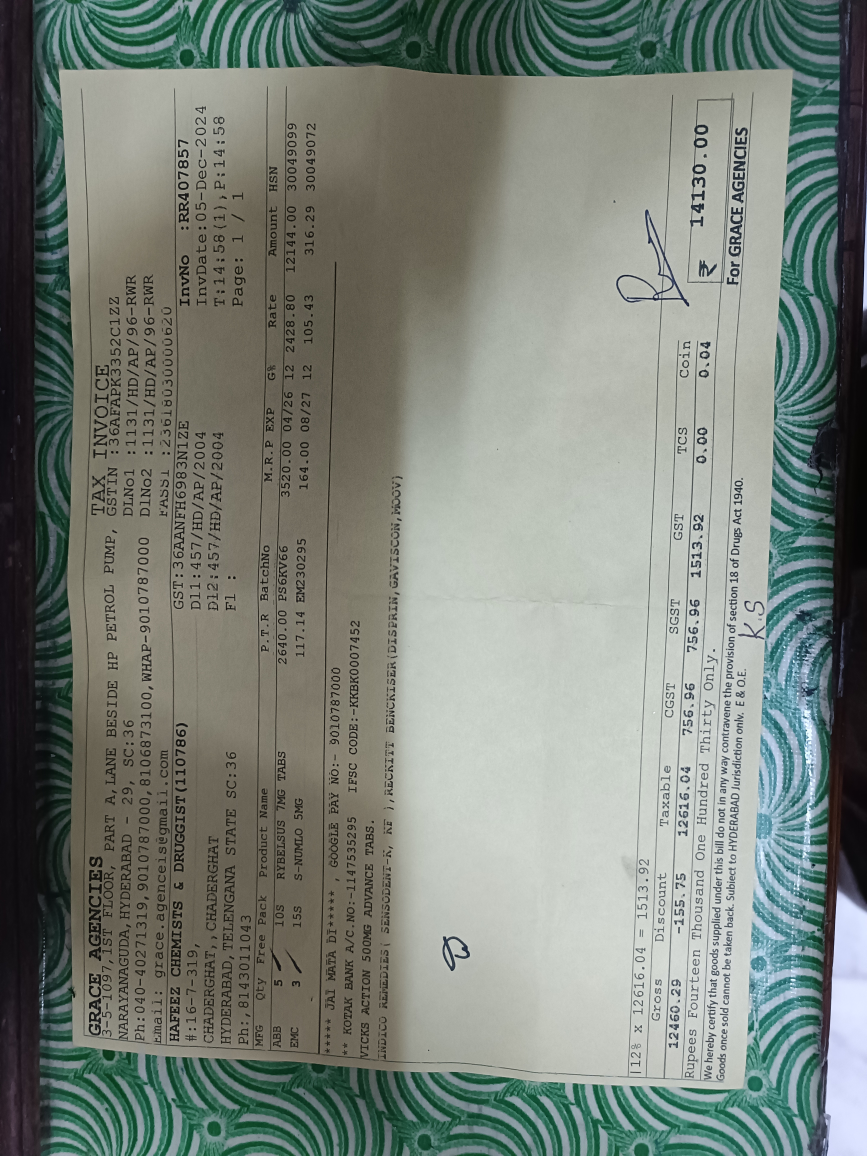 GRACE AGENCIES
3-5-1097,1ST FLOOR, PART A,LANE BESIDE HP PETROL PUMP,
NARAYANAGUDA,HYDERABAD - 29, SC:36
Ph:040-40271319,9010787000,8106873100,WHAP-9010787000
Email: grace.agenceis@gmail.com
TAX INVOICE
GSTIN :36AFAPK3352C1ZZ
DLNo1 :1131/HD/AP/96-RWR
DlNo2 :1131/HD/AP/96-RWR
FASS1 :23618030000620
HAFEEZ CHEMISTS & DRUGGIST(110786)
#:16-7-319,
CHADERGHAT,,CHADERGHAT
HYDERABAD,TELENGANA STATE SC:36
Ph:,8143011043
GST:36AANFH6983N1ZE
Dl1:457/HD/AP/2004
Dl2:457/HD/AP/2004
Fl :
InvNo :RR407857
InvDate:05-Dec-2024
T:14:58(1),P:14:58
Page: 1 / 1
MFG Qty Free Pack Product Name P.T.R BatchNo M.R.P EXP G% Rate Amount HSN
ABB 5 10S RYBELSUS 7MG TABS 2640.00 PS6KV66 3520.00 04/26 12 2428.80 12144.00 30049099
EMC 3 15S S-NUMLO 5MG 117.14 EM230295 164.00 08/27 12 105.43 316.29 30049072
***** JAI MATA DI***** , GOOGLE PAY NO:- 9010787000
** KOTAK BANK A/C.NO:-1147535295 IFSC CODE:-KKBK0007452
VICKS ACTION 500MG ADVANCE TABS.
INDICO REMEDIES( SENSODENT-K, KF ),RECKITT BENCKISER(DISPRIN,GAVISCON,MOOV)
|12% x 12616.04 = 1513.92
Gross Discount Taxable CGST SGST GST TCS Coin
12460.29 -155.75 12616.04 756.96 756.96 1513.92 0.00 0.04
₹ 14130.00
Rupees Fourteen Thousand One Hundred Thirty Only.
We hereby certify that goods supplied under this bill do not in any way contravene the provision of section 18 of Drugs Act 1940.
Goods once sold cannot be taken back. Subject to HYDERABAD Jurisdiction only. E & O.E.
For GRACE AGENCIES
K.S